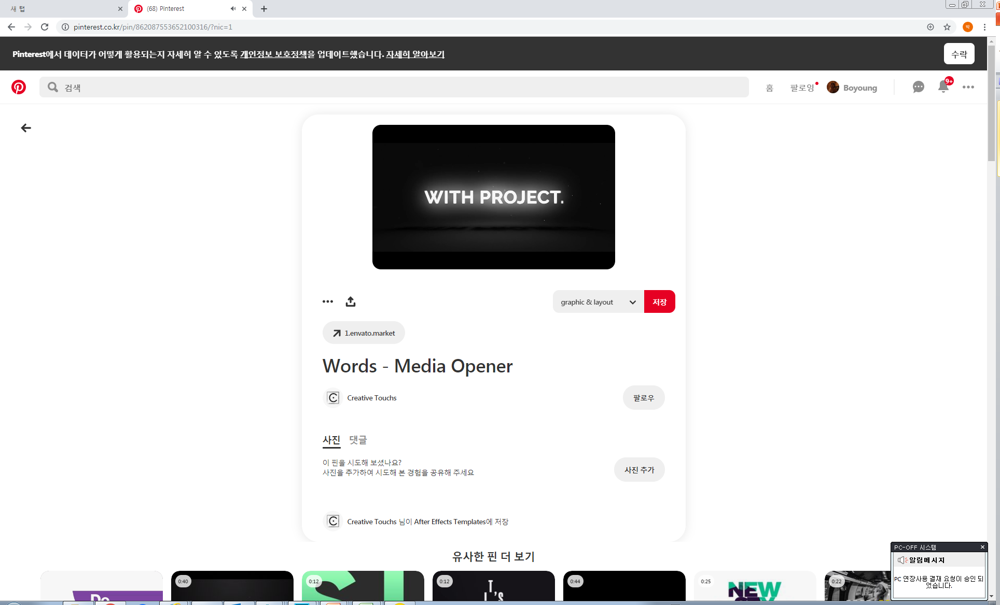 새 탭
(68) Pinterest
pinterest.co.kr/pin/862087553652100316/?nic=1
박
Pinterest에서 데이터가 어떻게 활용되는지 자세히 알 수 있도록 개인정보 보호정책을 업데이트했습니다. 자세히 알아보기
수락
검색
홈
팔로잉
Boyoung
9+
WITH PROJECT.
graphic & layout
저장
1.envato.market
Words - Media Opener
Creative Touchs
팔로우
사진 댓글
이 핀을 시도해 보셨나요?
사진을 추가하여 시도해 본 경험을 공유해 주세요
사진 추가
Creative Touchs 님이 After Effects Templates에 저장
유사한 핀 더 보기
0:40
0:12
0:12
0:44
0:25
0:22
IT'S
NEW
PC-OFF 시스템
알림메시지
PC 연장사용 결재 요청이 승인 되
었습니다.